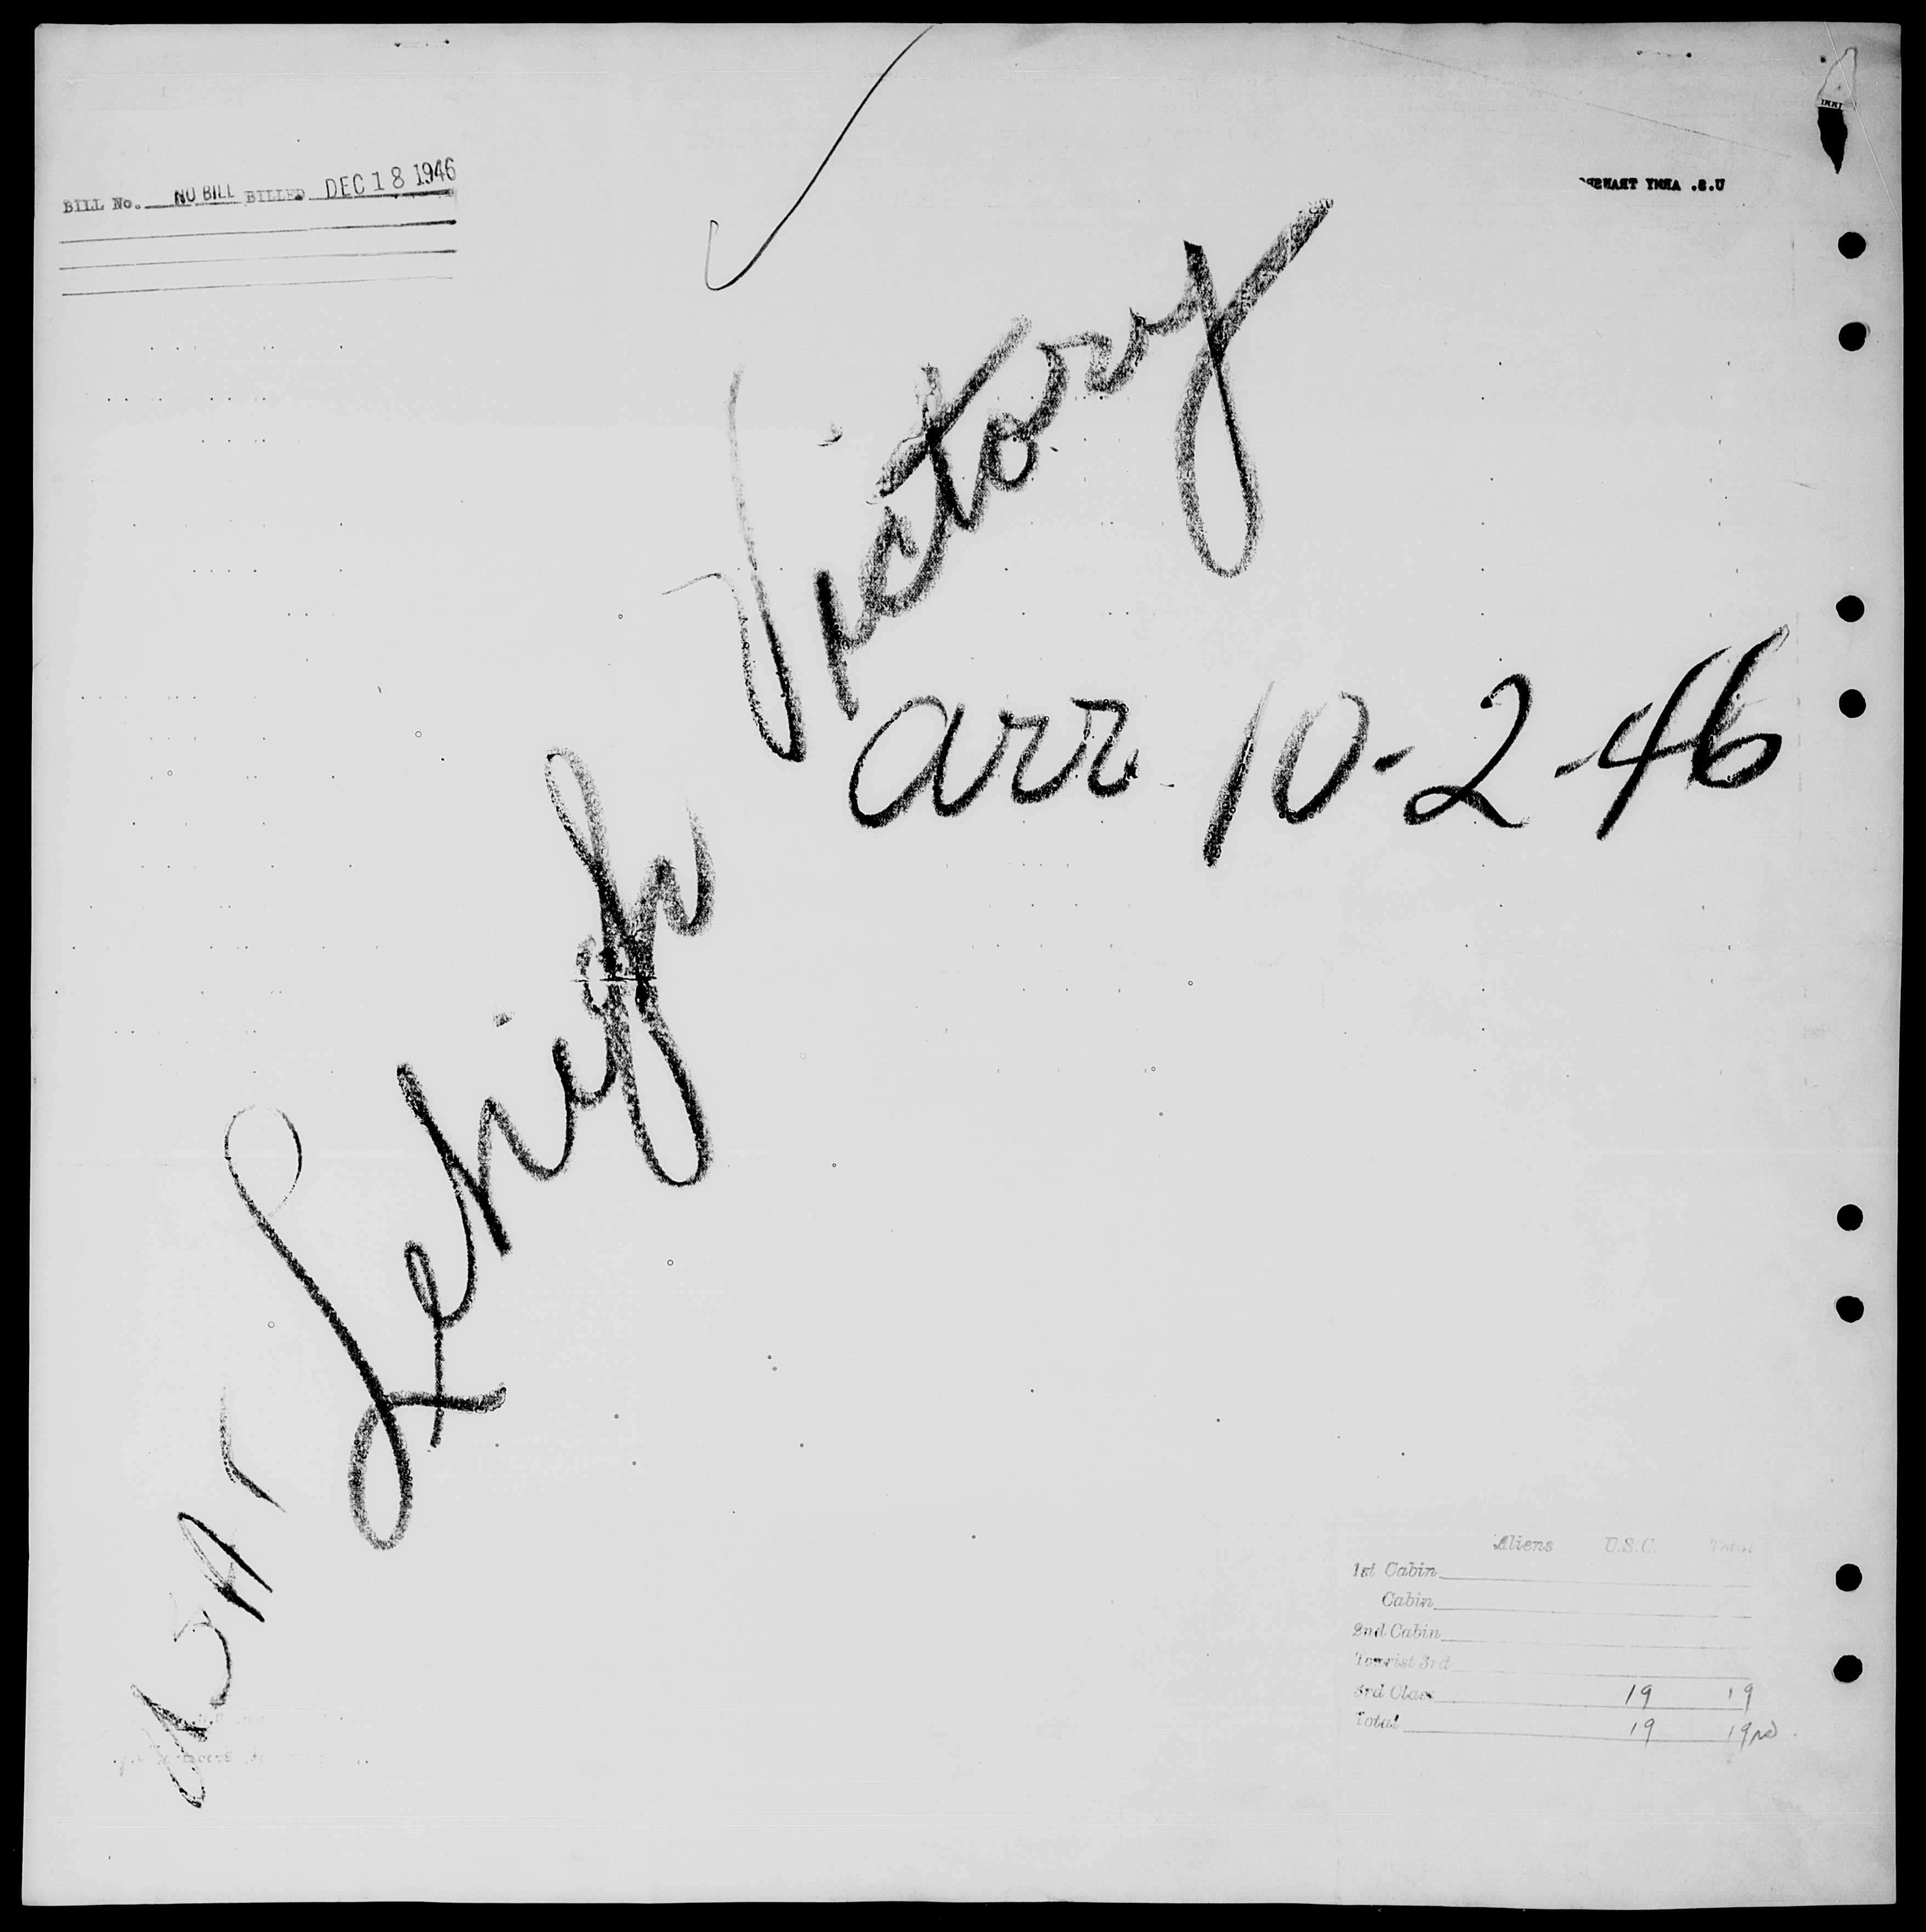 BILL No. NO BILL BILLED DEC 18 1946
U.S. ARMY TRANSP
USAT Lehigh Victory
arr 10-2-46
Aliens U.S.C. Total
1st Cabin
Cabin
2nd Cabin
Tourist 3rd
3rd Class 19 19
Total 19 19